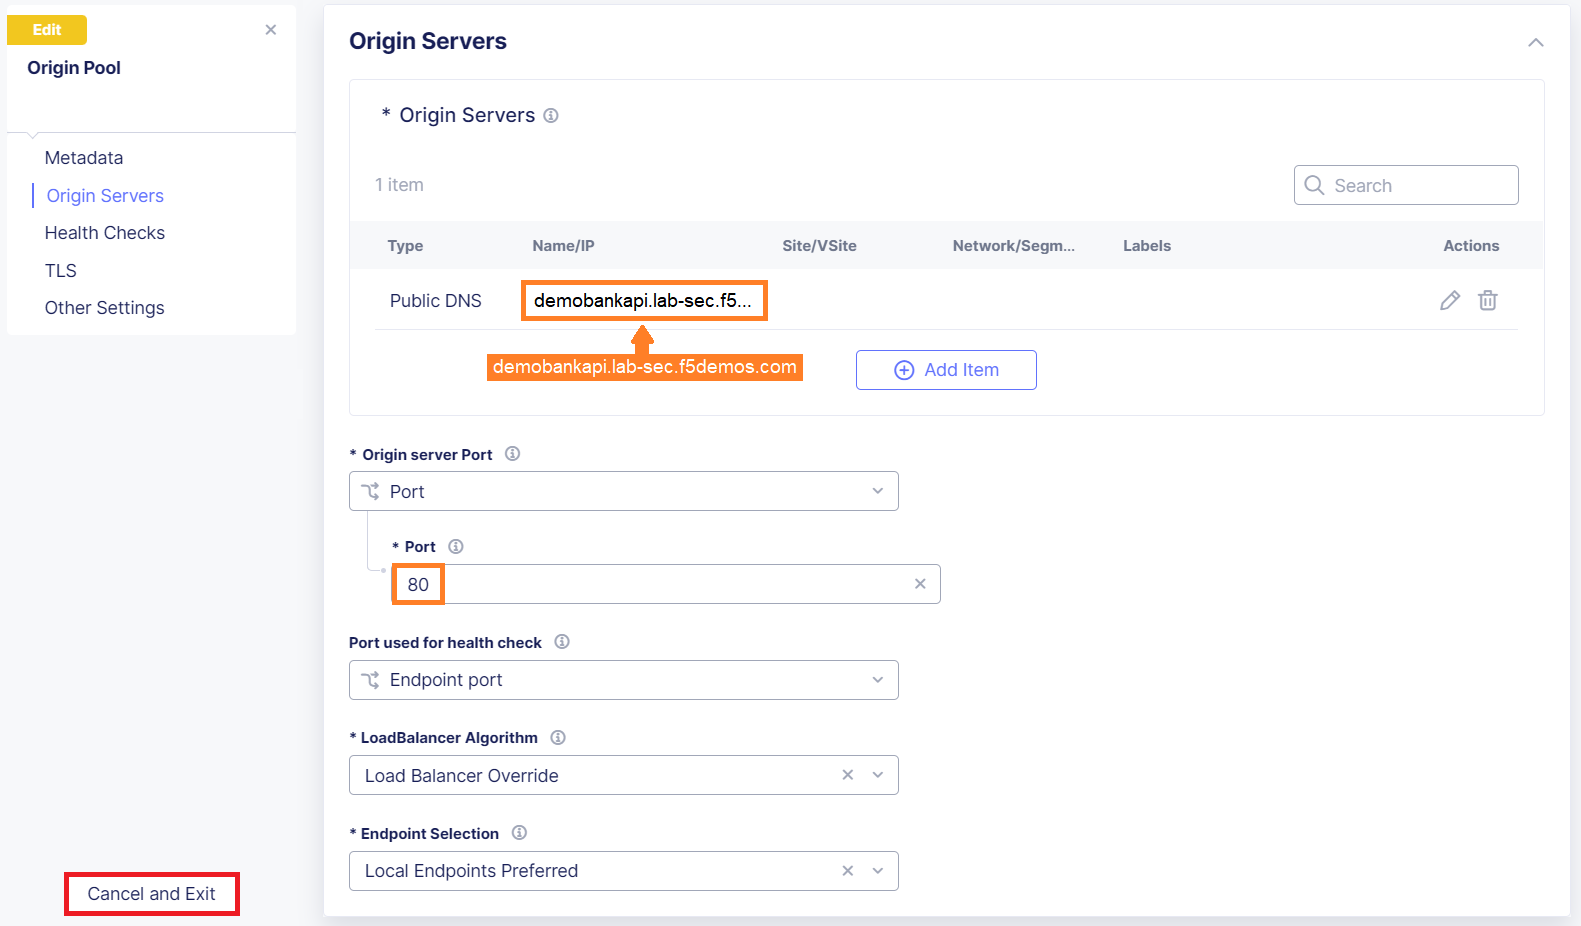 Edit
Origin Pool
Metadata
Origin Servers
Health Checks
TLS
Other Settings
Cancel and Exit
Origin Servers
* Origin Servers
1 item
Search
Type Name/IP Site/VSite Network/Segm... Labels Actions
Public DNS demobankapi.lab-sec.f5...
demobankapi.lab-sec.f5demos.com
Add Item
* Origin server Port
Port
* Port
80
Port used for health check
Endpoint port
* LoadBalancer Algorithm
Load Balancer Override
* Endpoint Selection
Local Endpoints Preferred